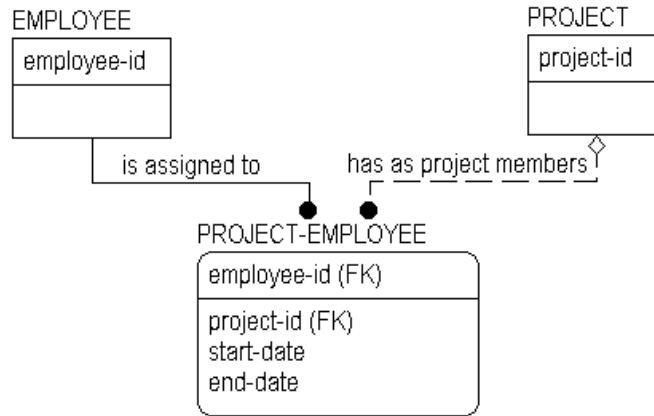 EMPLOYEE
employee-id
PROJECT
project-id
is assigned to
has as project members
PROJECT-EMPLOYEE
employee-id (FK)
project-id (FK)
start-date
end-date